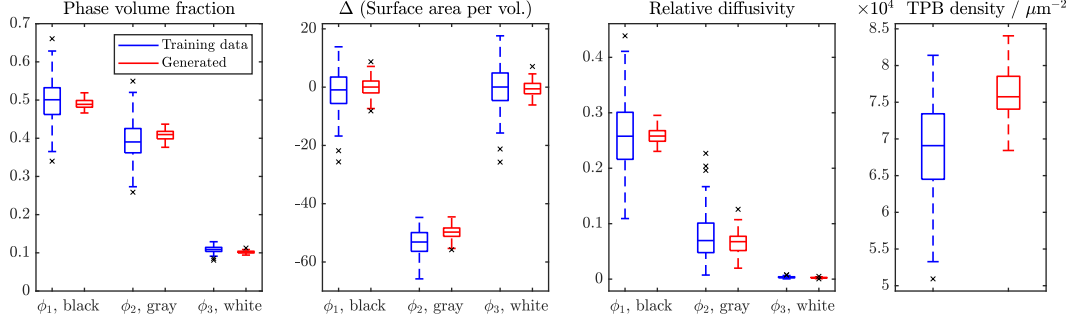 Phase volume fraction
0.7
0.6
0.5
0.4
0.3
0.2
0.1
0
Training data
Generated
ϕ1, black
ϕ2, gray
ϕ3, white
Δ (Surface area per vol.)
20
0
-20
-40
-60
ϕ1, black
ϕ2, gray
ϕ3, white
Relative diffusivity
0.4
0.3
0.2
0.1
0
ϕ1, black
ϕ2, gray
ϕ3, white
×10⁴ TPB density / μm⁻²
8.5
8
7.5
7
6.5
6
5.5
5